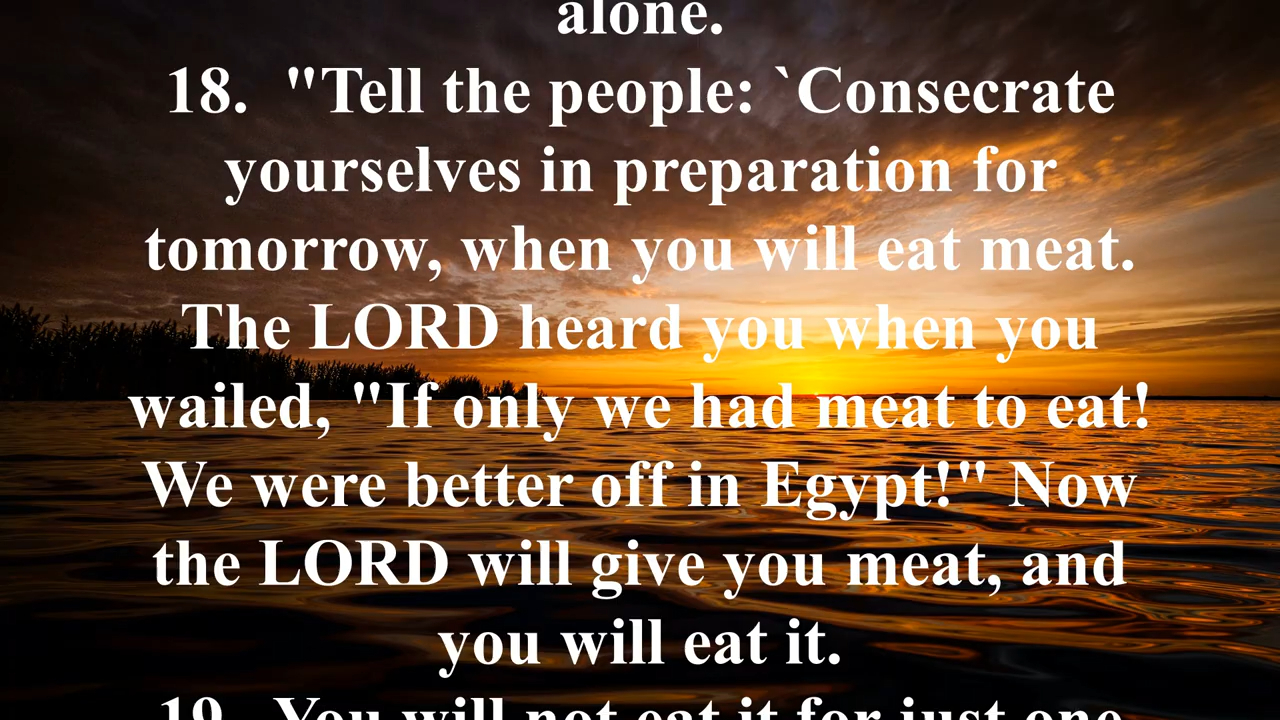 alone.
18.  "Tell the people: `Consecrate
yourselves in preparation for
tomorrow, when you will eat meat.
The LORD heard you when you
wailed, "If only we had meat to eat!
We were better off in Egypt!" Now
the LORD will give you meat, and
you will eat it.
19.  You will not eat it for just one